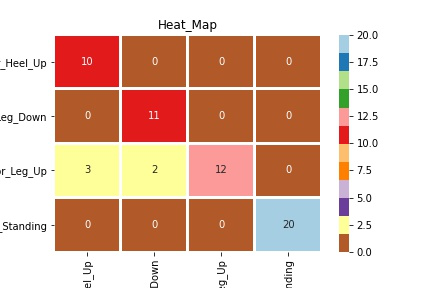 Heat_Map
_Heel_Up 10 0 0 0
eg_Down 0 11 0 0
or_Leg_Up 3 2 12 0
_Standing 0 0 0 20
el_Up Down g_Up nding
20.0
17.5
15.0
12.5
10.0
7.5
5.0
2.5
0.0